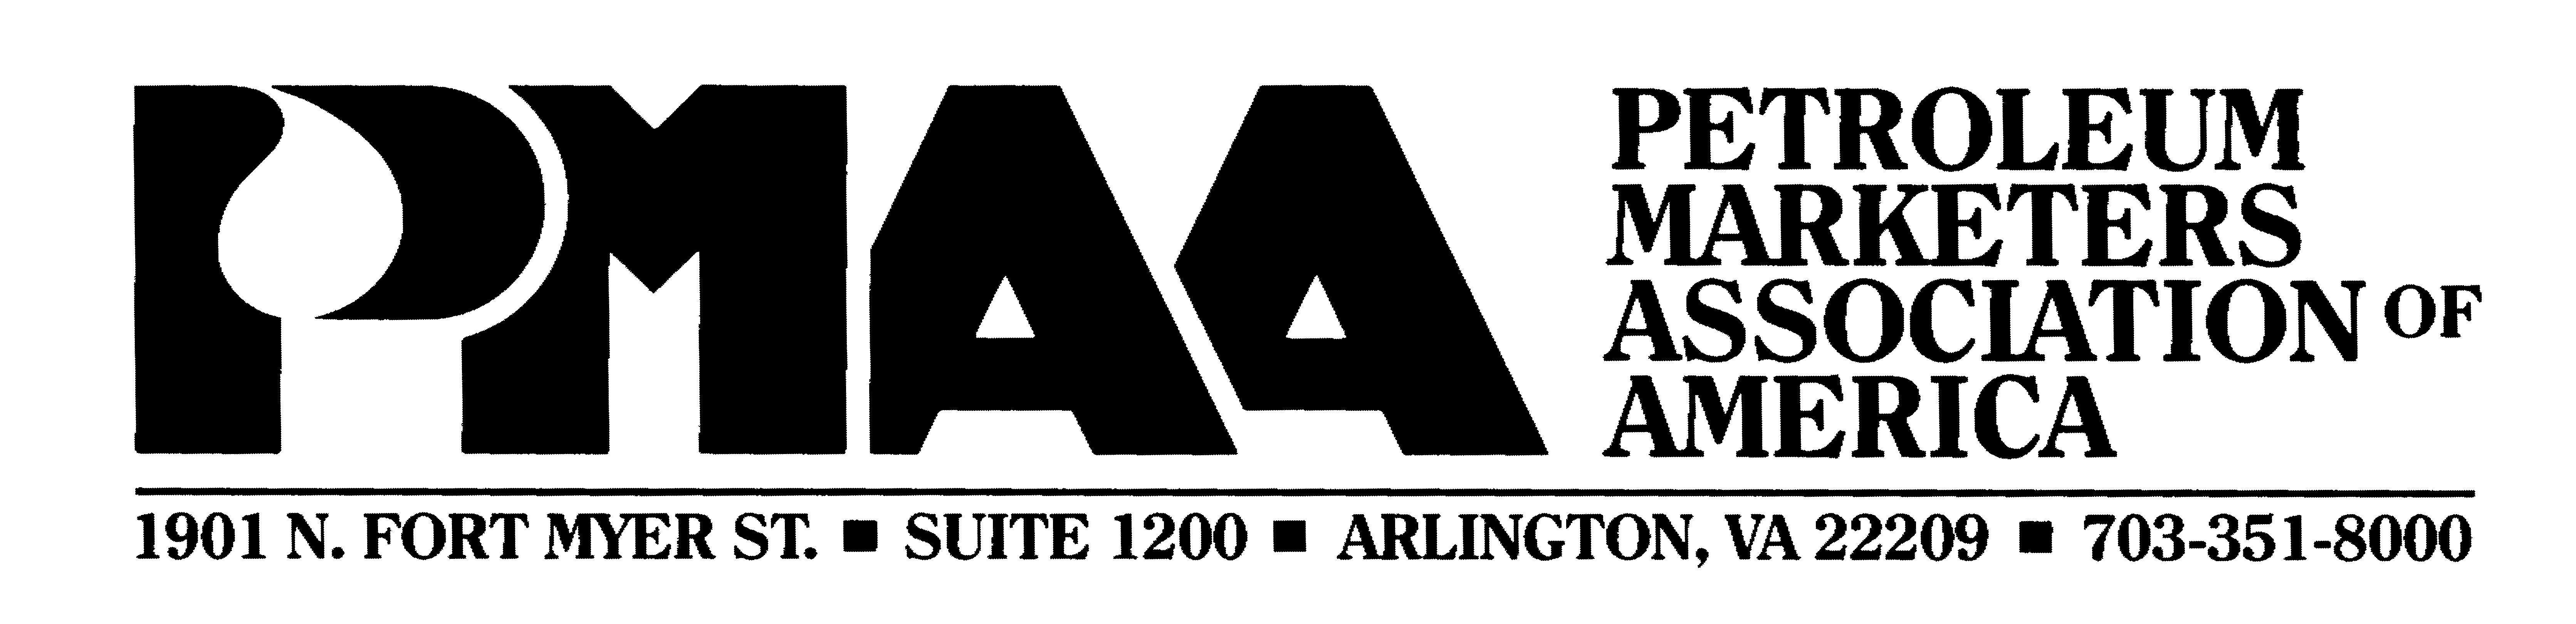 PMAA
PETROLEUM
MARKETERS
ASSOCIATION OF
AMERICA
1901 N. FORT MYER ST. ■ SUITE 1200 ■ ARLINGTON, VA 22209 ■ 703-351-8000